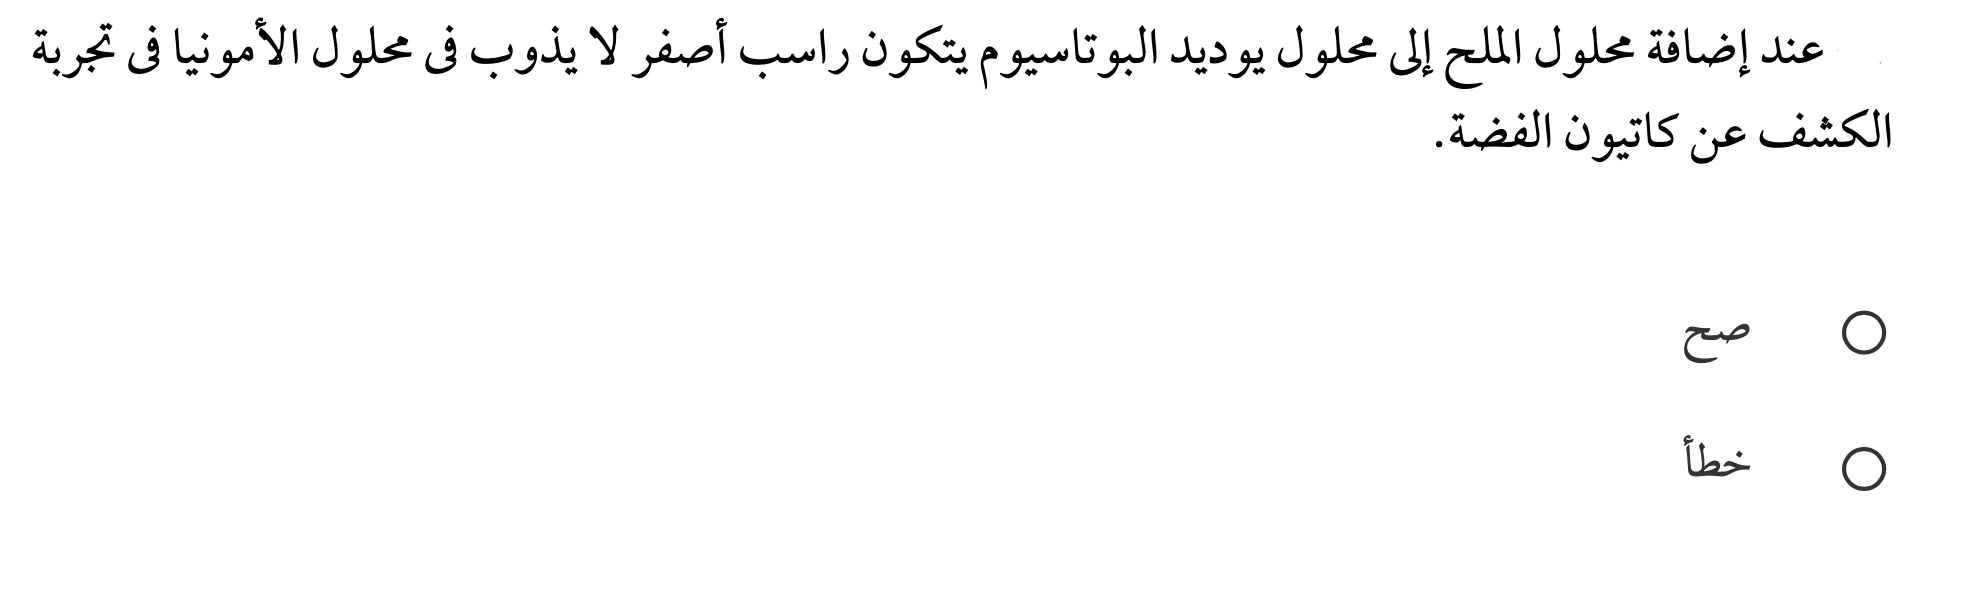 عند إضافة محلول الملح إلى محلول يوديد البوتاسيوم يتكون راسب أصفر لا يذوب فى محلول الأمونيا فى تجربة
الكشف عن كاتيون الفضة.
صح
خطأ